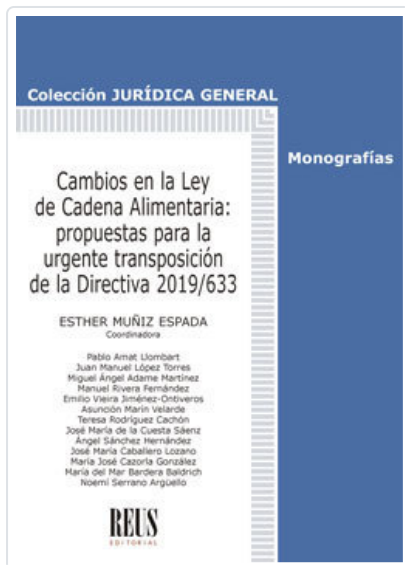 Colección JURÍDICA GENERAL
Monografías
Cambios en la Ley
de Cadena Alimentaria:
propuestas para la
urgente transposición
de la Directiva 2019/633
ESTHER MUÑIZ ESPADA
Coordinadora
Pablo Amat Llombart
Juan Manuel López Torres
Miguel Ángel Adame Martínez
Manuel Rivera Fernández
Emilio Vieira Jiménez-Ontiveros
Asunción Marín Velarde
Teresa Rodríguez Cachón
José María de la Cuesta Sáenz
Ángel Sánchez Hernández
José María Caballero Lozano
María José Cazorla González
María del Mar Bardera Baldrich
Noemí Serrano Argüello
REUS
EDITORIAL